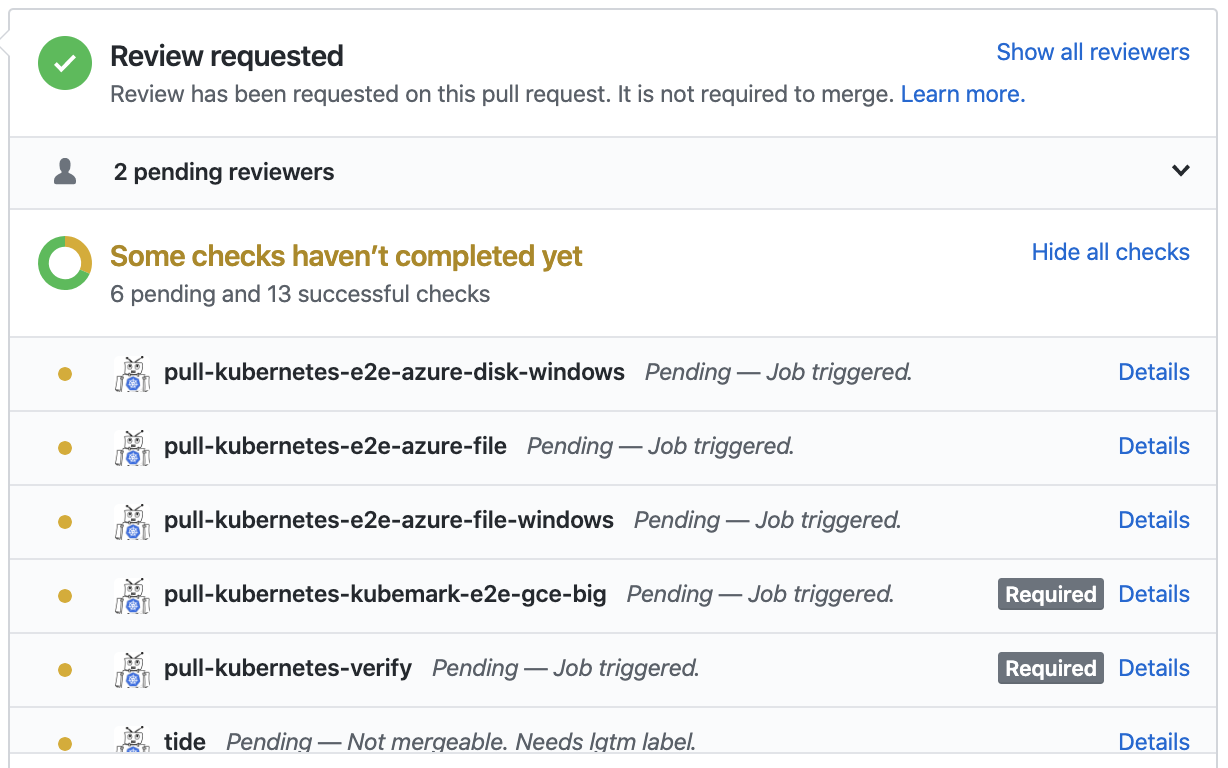 Review requested
Show all reviewers
Review has been requested on this pull request. It is not required to merge. Learn more.
2 pending reviewers
Some checks haven’t completed yet
Hide all checks
6 pending and 13 successful checks
pull-kubernetes-e2e-azure-disk-windows Pending — Job triggered. Details
pull-kubernetes-e2e-azure-file Pending — Job triggered. Details
pull-kubernetes-e2e-azure-file-windows Pending — Job triggered. Details
pull-kubernetes-kubemark-e2e-gce-big Pending — Job triggered. Required Details
pull-kubernetes-verify Pending — Job triggered. Required Details
tide Pending — Not mergeable. Needs lgtm label. Details